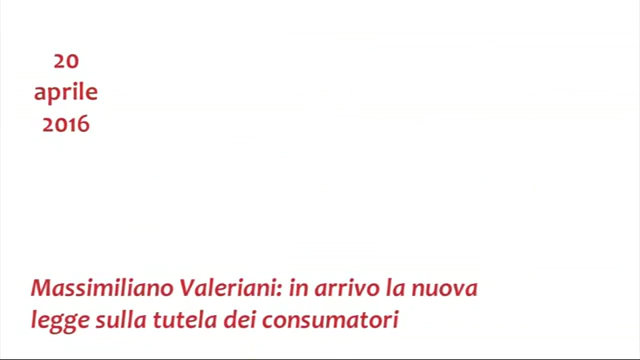 20
aprile
2016
Massimiliano Valeriani: in arrivo la nuova
legge sulla tutela dei consumatori